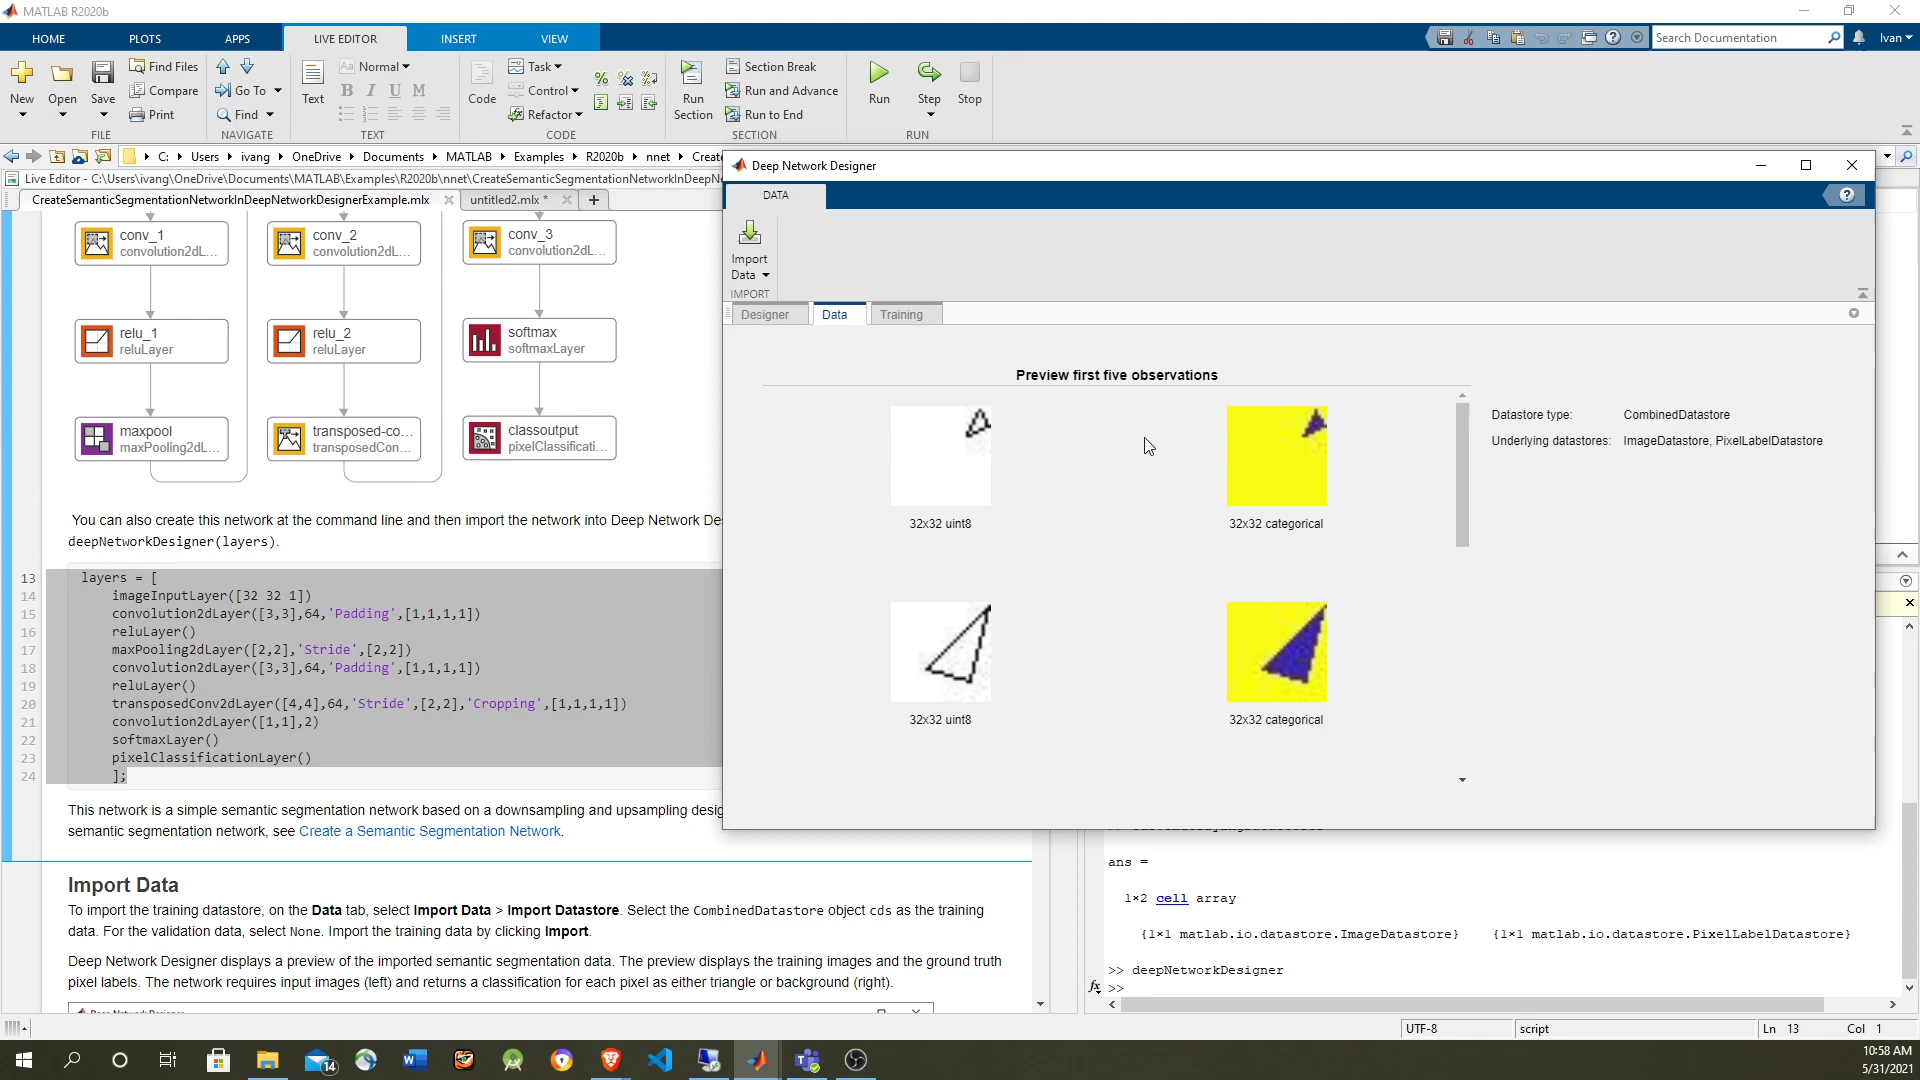 MATLAB R2020b
HOME PLOTS APPS LIVE EDITOR INSERT VIEW
Search Documentation
Ivan
New
Open
Save
Find Files
Compare
Print
FILE
Go To
Find
NAVIGATE
Text
Aa Normal
B I U M
TEXT
Code
Task
Control
Refactor
CODE
Run Section
Section Break
Run and Advance
Run to End
SECTION
Run
Step
Stop
RUN
C: Users ivang OneDrive Documents MATLAB Examples R2020b nnet Create
Live Editor - C:\Users\ivang\OneDrive\Documents\MATLAB\Examples\R2020b\nnet\CreateSemanticSegmentationNetworkInDeepNe
CreateSemanticSegmentationNetworkInDeepNetworkDesignerExample.mlx
untitled2.mlx *
conv_1
convolution2dL...
conv_2
convolution2dL...
conv_3
convolution2dL...
relu_1
reluLayer
relu_2
reluLayer
softmax
softmaxLayer
maxpool
maxPooling2dL...
transposed-co...
transposedCon...
classoutput
pixelClassificati...
You can also create this network at the command line and then import the network into Deep Network De
deepNetworkDesigner(layers).
13 layers = [
14 imageInputLayer([32 32 1])
15 convolution2dLayer([3,3],64,'Padding',[1,1,1,1])
16 reluLayer()
17 maxPooling2dLayer([2,2],'Stride',[2,2])
18 convolution2dLayer([3,3],64,'Padding',[1,1,1,1])
19 reluLayer()
20 transposedConv2dLayer([4,4],64,'Stride',[2,2],'Cropping',[1,1,1,1])
21 convolution2dLayer([1,1],2)
22 softmaxLayer()
23 pixelClassificationLayer()
24 ];
This network is a simple semantic segmentation network based on a downsampling and upsampling desig
semantic segmentation network, see Create a Semantic Segmentation Network.
Import Data
To import the training datastore, on the Data tab, select Import Data > Import Datastore. Select the CombinedDatastore object cds as the training
data. For the validation data, select None. Import the training data by clicking Import.
Deep Network Designer displays a preview of the imported semantic segmentation data. The preview displays the training images and the ground truth
pixel labels. The network requires input images (left) and returns a classification for each pixel as either triangle or background (right).
Deep Network Designer
DATA
Import Data
IMPORT
Designer Data Training
Preview first five observations
32x32 uint8
32x32 categorical
32x32 uint8
32x32 categorical
Datastore type: CombinedDatastore
Underlying datastores: ImageDatastore, PixelLabelDatastore
ans =
1×2 cell array
{1×1 matlab.io.datastore.ImageDatastore} {1×1 matlab.io.datastore.PixelLabelDatastore}
>> deepNetworkDesigner
fx >>
UTF-8 script Ln 13 Col 1
14
10:58 AM
5/31/2021